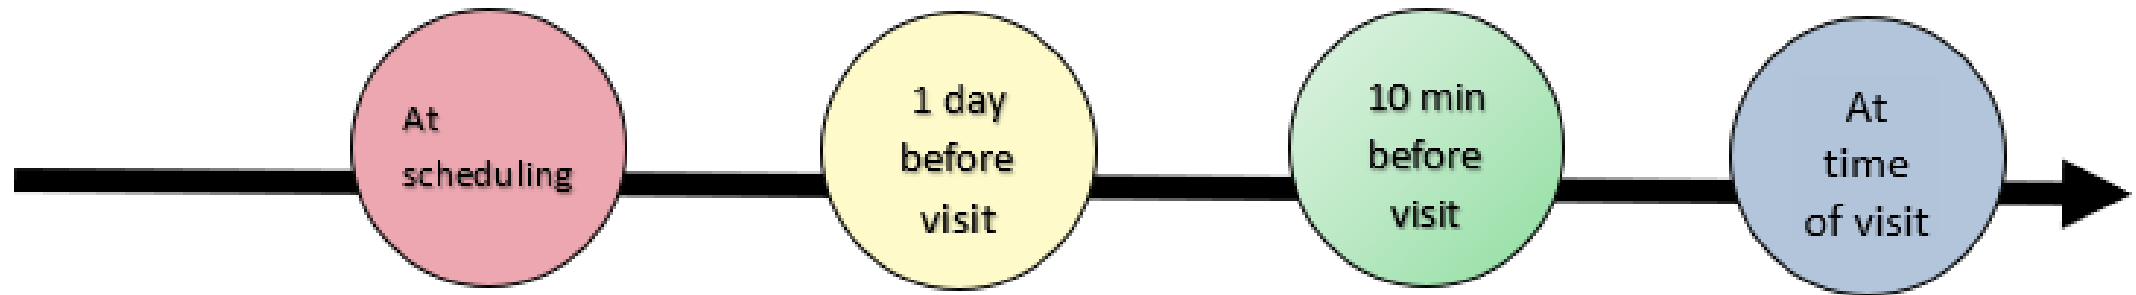 At
scheduling
1 day
before
visit
10 min
before
visit
At
time
of visit